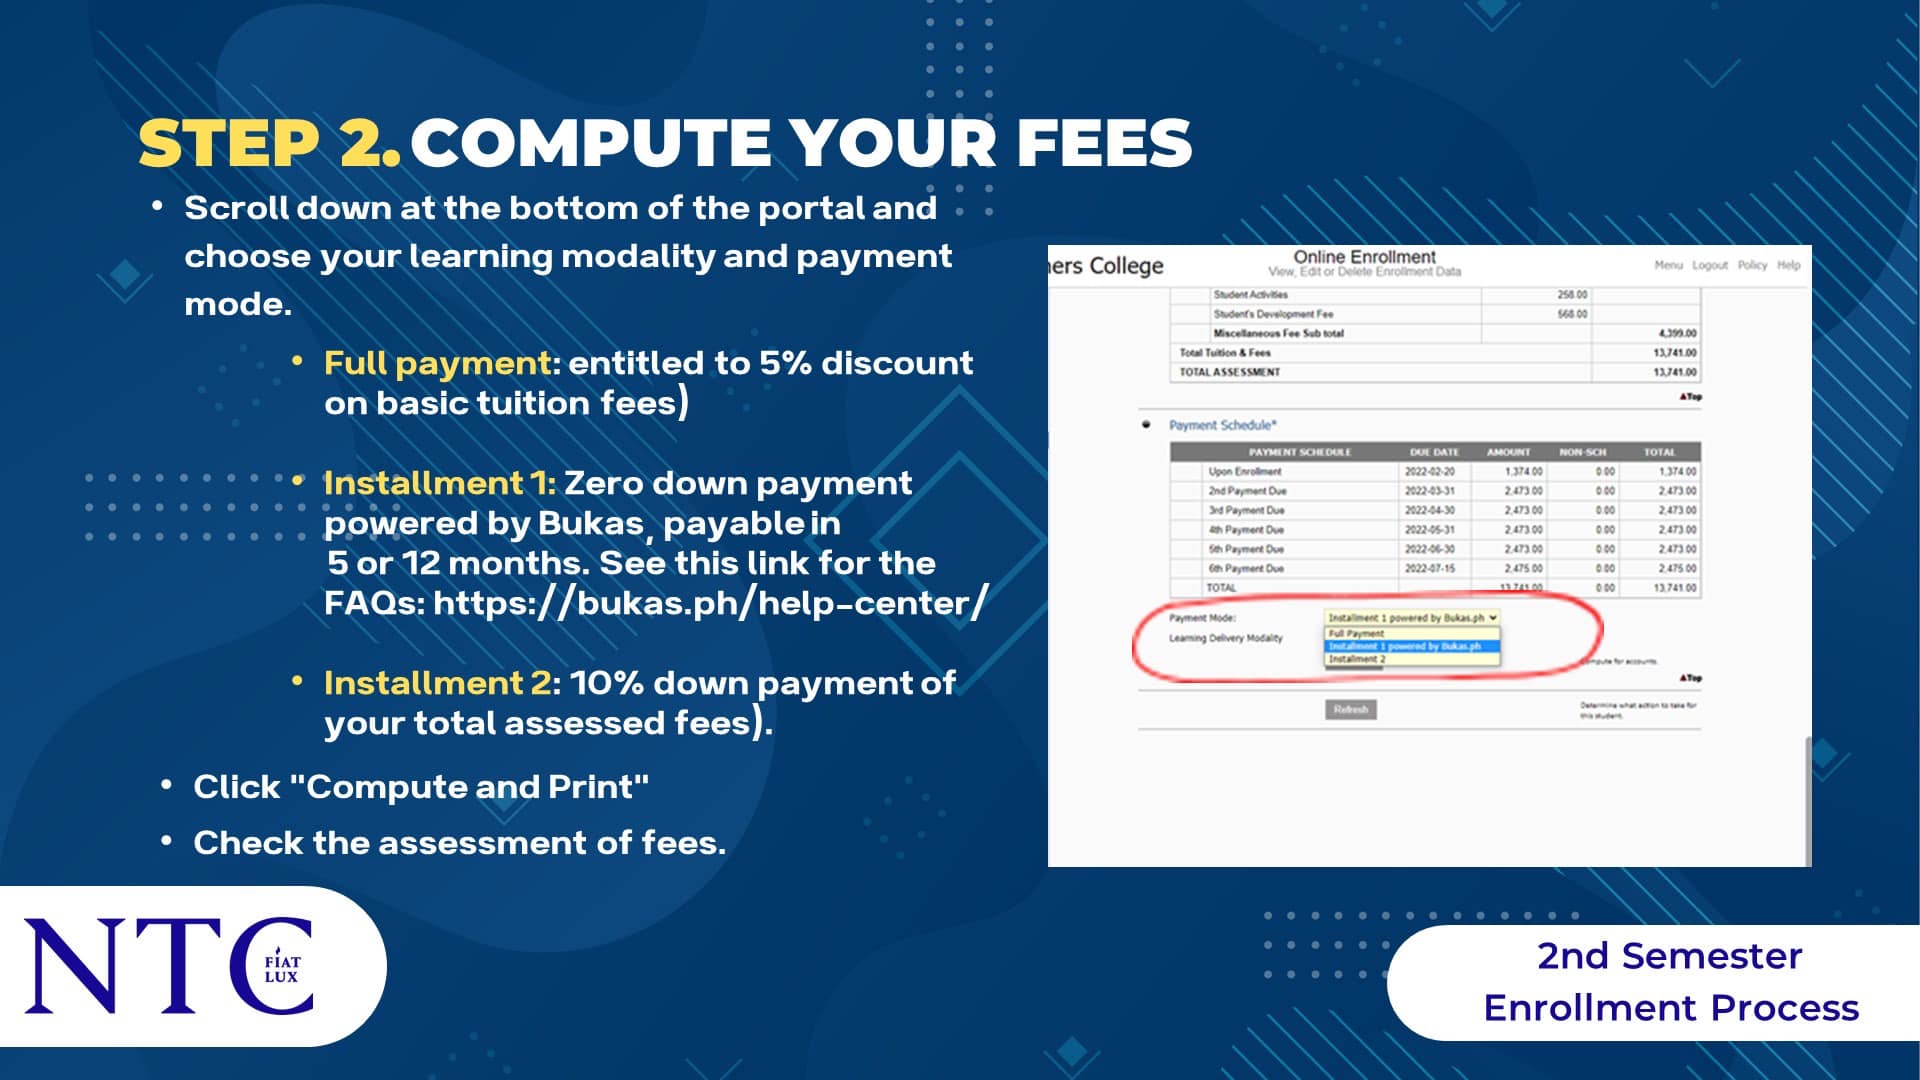 STEP 2. COMPUTE YOUR FEES
• Scroll down at the bottom of the portal and
choose your learning modality and payment
mode.
• Full payment: entitled to 5% discount
on basic tuition fees)
• Installment 1: Zero down payment
powered by Bukas, payable in
5 or 12 months. See this link for the
FAQs: https://bukas.ph/help-center/
• Installment 2: 10% down payment of
your total assessed fees).
• Click "Compute and Print"
• Check the assessment of fees.
ners College
Online Enrollment
View, Edit or Delete Enrollment Data
Menu Logout Policy Help
Student Activities 258.00
Student's Development Fee 568.00
Miscellaneous Fee Sub total 4,399.00
Total Tuition & Fees 13,741.00
TOTAL ASSESSMENT 13,741.00
▲Top
Payment Schedule*
PAYMENT SCHEDULE DUE DATE AMOUNT NON-SCH TOTAL
Upon Enrollment 2022-02-20 1,374.00 0.00 1,374.00
2nd Payment Due 2022-03-31 2,473.00 0.00 2,473.00
3rd Payment Due 2022-04-30 2,473.00 0.00 2,473.00
4th Payment Due 2022-05-31 2,473.00 0.00 2,473.00
5th Payment Due 2022-06-30 2,473.00 0.00 2,473.00
6th Payment Due 2022-07-15 2,475.00 0.00 2,475.00
TOTAL 13,741.00 0.00 13,741.00
Payment Mode: Installment 1 powered by Bukas.ph
Full Payment
Learning Delivery Modality
Installment 1 powered by Bukas.ph
Installment 2
ompute for accounts.
▲Top
Refresh
Determine what action to take for
this student.
NTC
FIAT
LUX
2nd Semester
Enrollment Process